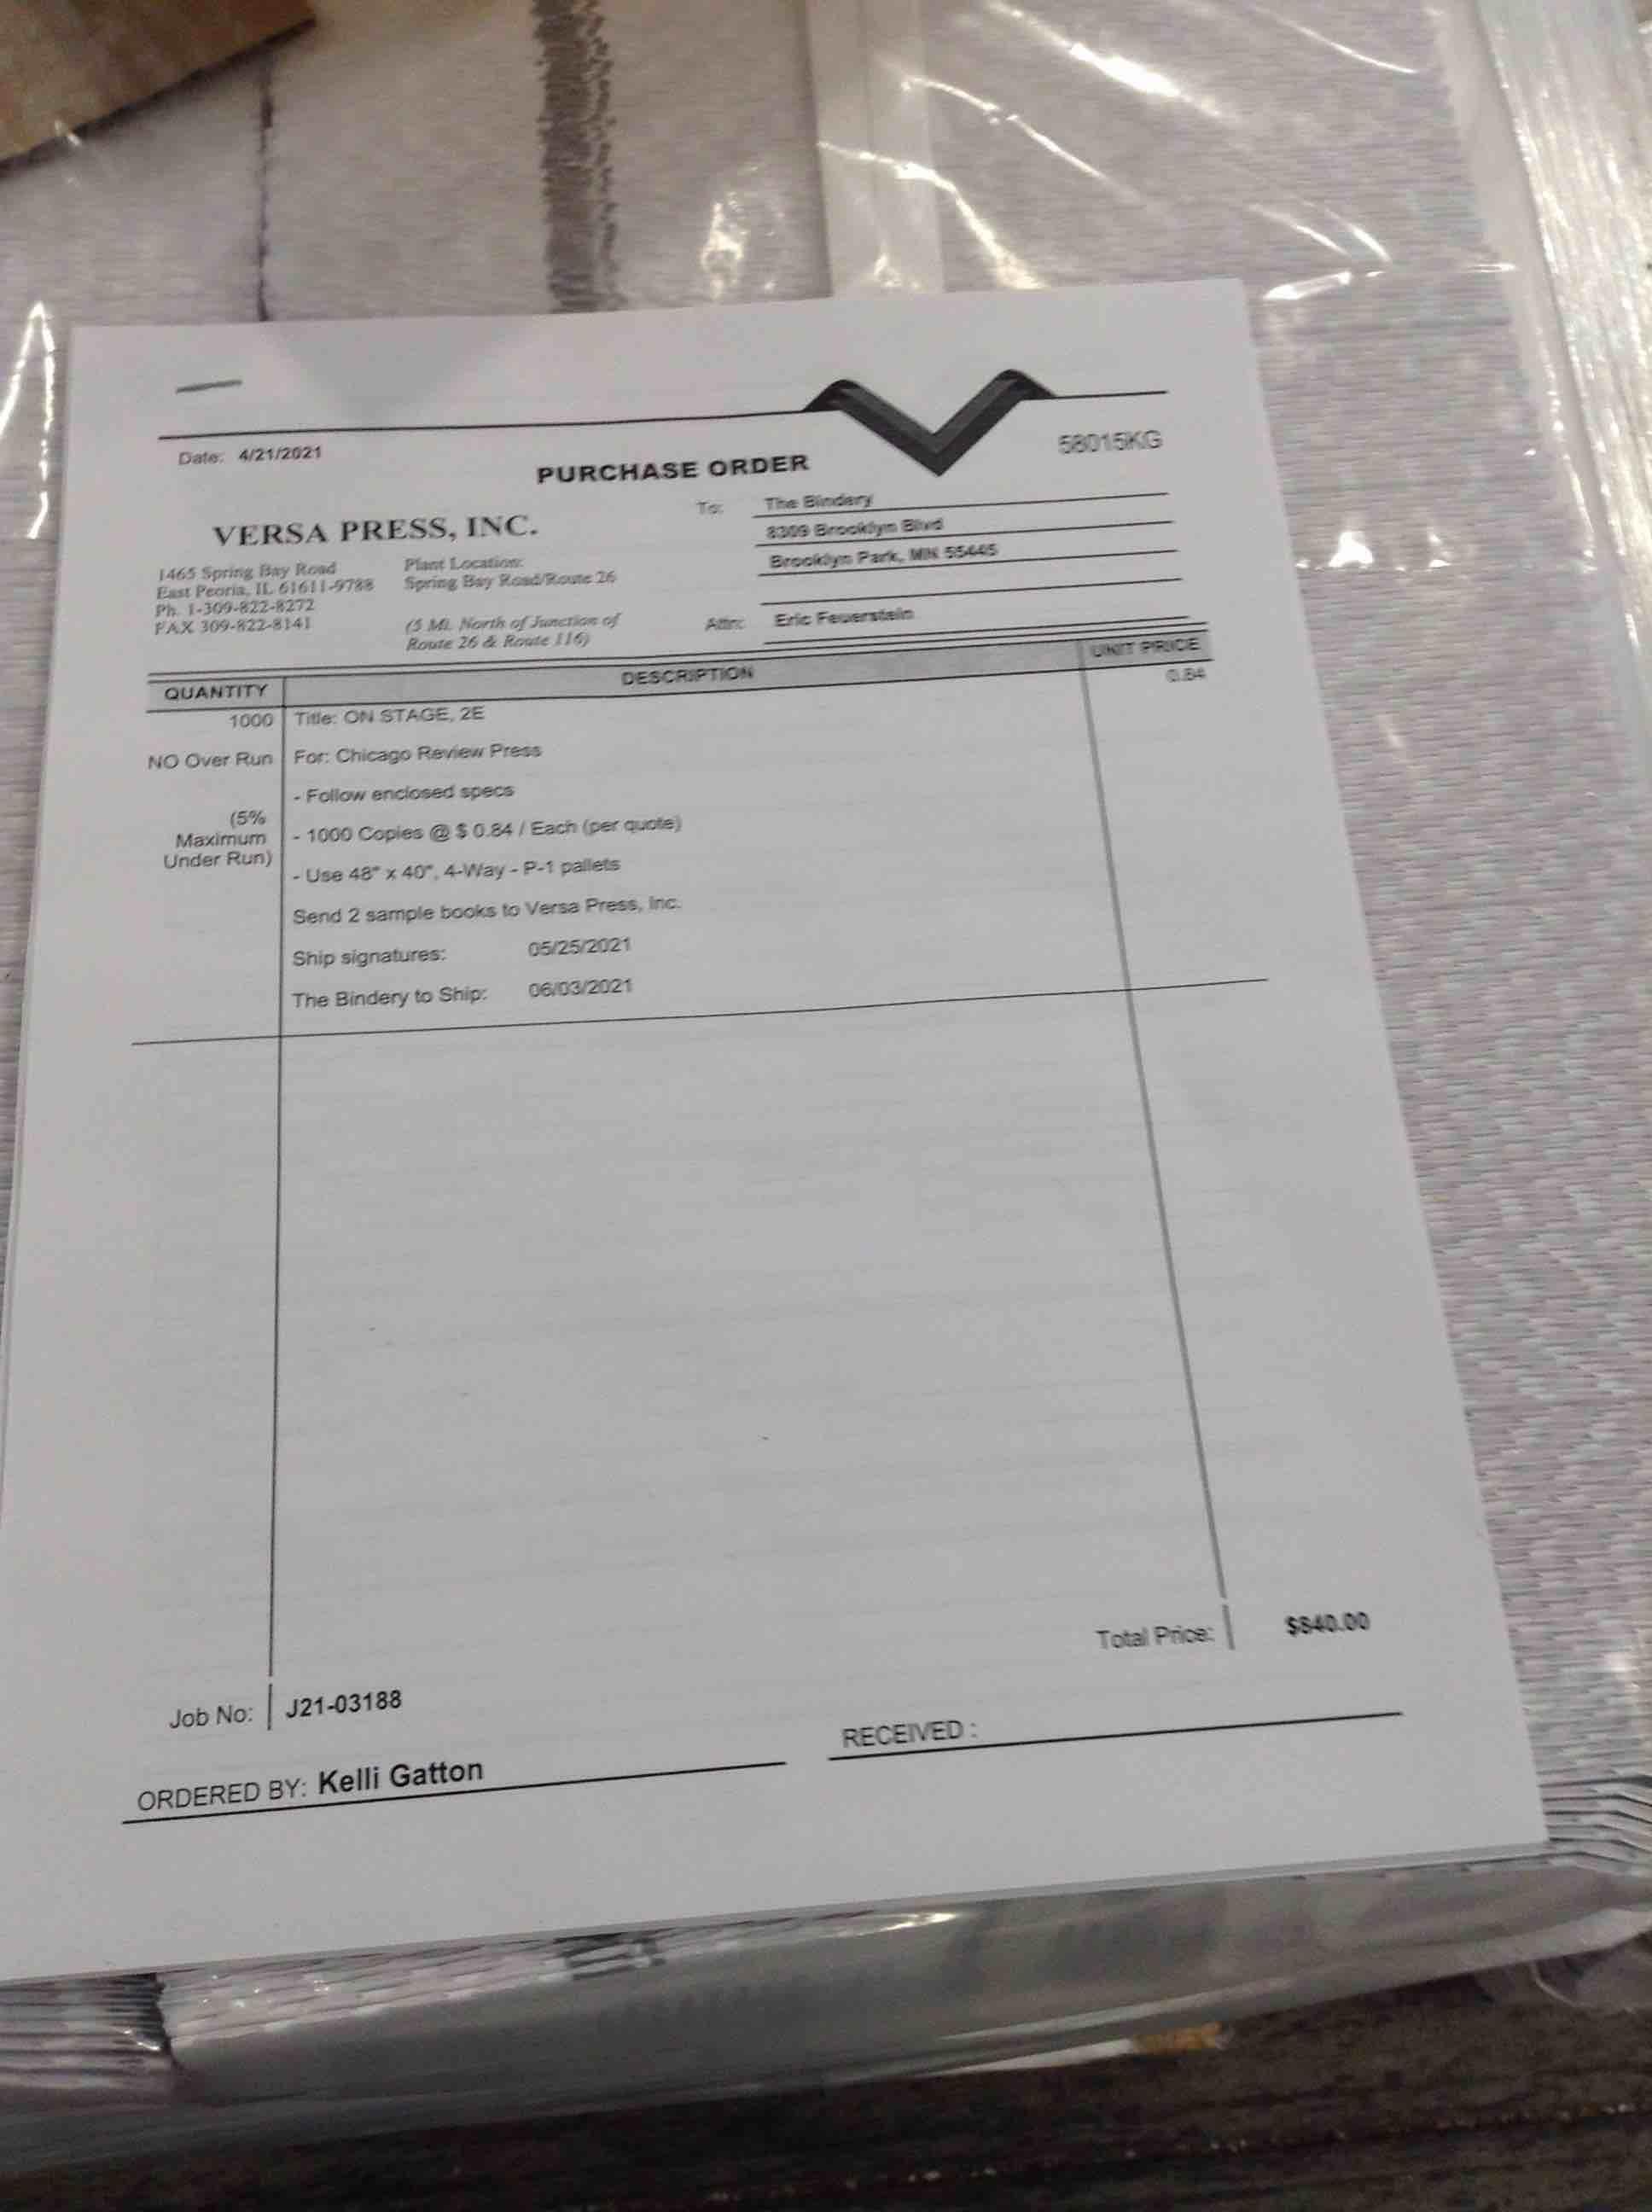 Date: 4/21/2021
58015KG
PURCHASE ORDER
VERSA PRESS, INC.
1465 Spring Bay Road
East Peoria, IL 61611-9788
Ph. 1-309-822-8272
FAX 309-822-8141
Plant Location:
Spring Bay Road/Route 26
(5 Mi. North of Junction of
Route 26 & Route 116)
To: The Bindery
8309 Brooklyn Blvd
Brooklyn Park, MN 55445
Attn: Eric Feuerstein
QUANTITY DESCRIPTION UNIT PRICE
1000 Title: ON STAGE, 2E 0.84
NO Over Run For: Chicago Review Press
- Follow enclosed specs
(5%
Maximum
Under Run)
- 1000 Copies @ $ 0.84 / Each (per quote)
- Use 48" x 40", 4-Way - P-1 pallets
Send 2 sample books to Versa Press, Inc.
Ship signatures: 05/25/2021
The Bindery to Ship: 06/03/2021
Total Price: $840.00
Job No: J21-03188
ORDERED BY: Kelli Gatton
RECEIVED :